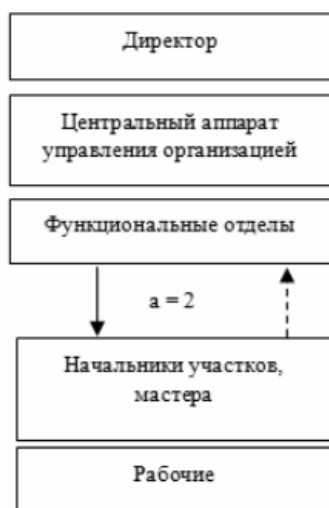 Директор
Центральный аппарат
управления организацией
Функциональные отделы
a = 2
Начальники участков,
мастера
Рабочие